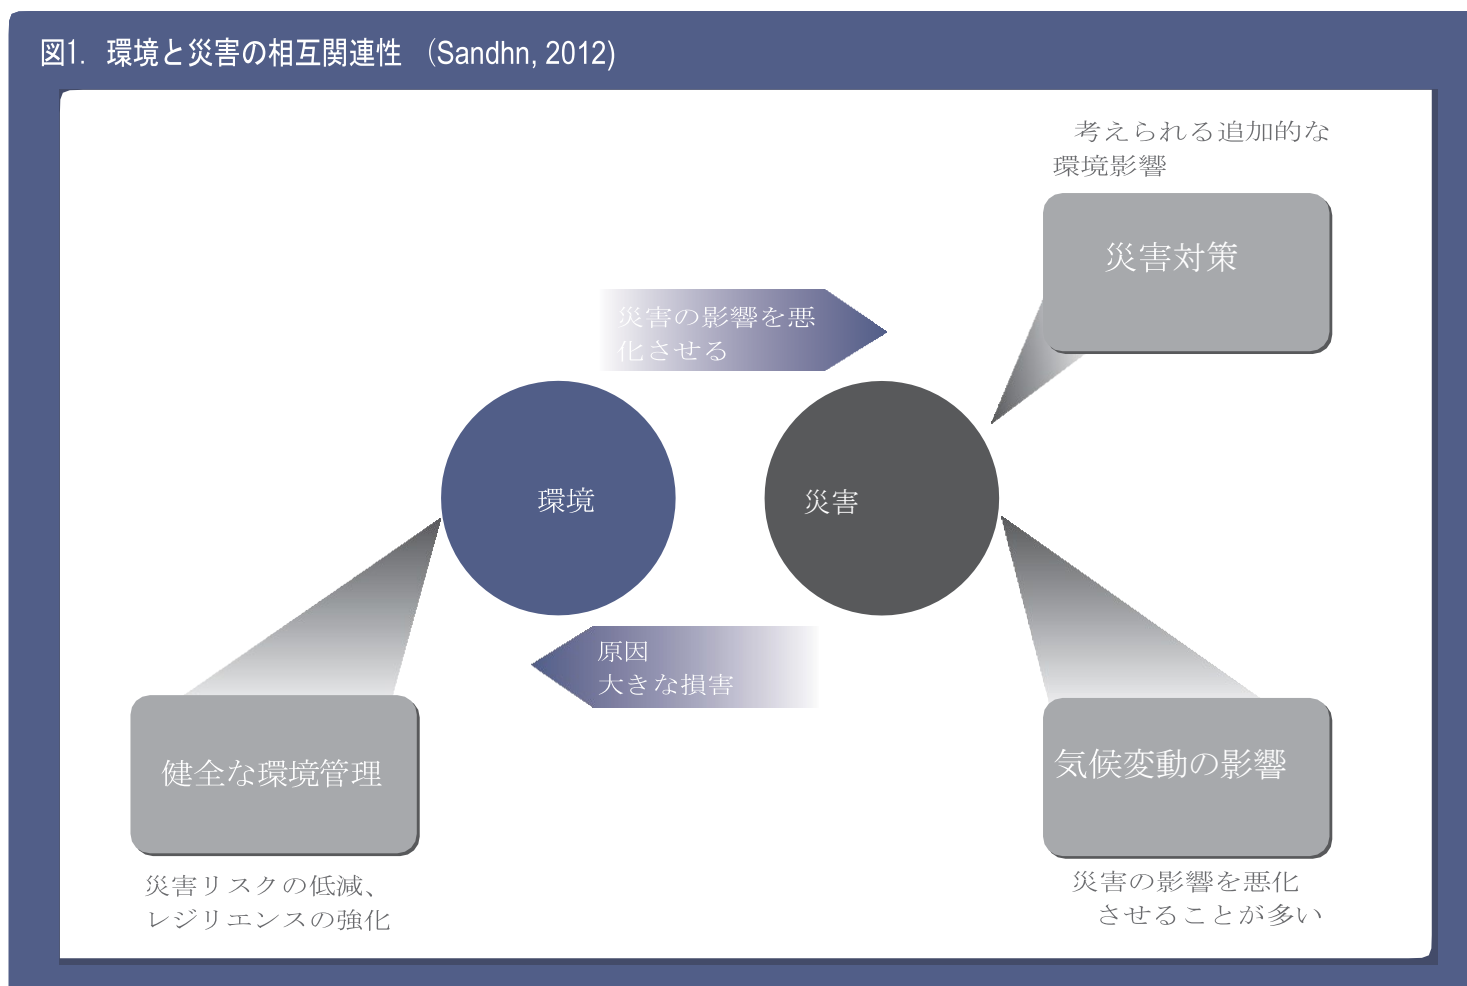 図1. 環境と災害の相互関連性 （Sandhn, 2012)
考えられる追加的な
環境影響
災害対策
災害の影響を悪
化させる
環境
災害
原因
大きな損害
健全な環境管理
災害リスクの低減、
レジリエンスの強化
気候変動の影響
災害の影響を悪化
させることが多い